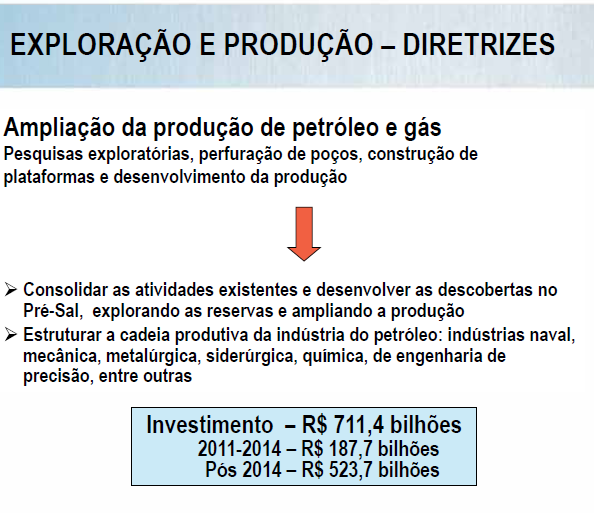 EXPLORAÇÃO E PRODUÇÃO – DIRETRIZES
Ampliação da produção de petróleo e gás
Pesquisas exploratórias, perfuração de poços, construção de
plataformas e desenvolvimento da produção
➢ Consolidar as atividades existentes e desenvolver as descobertas no
Pré-Sal, explorando as reservas e ampliando a produção
➢ Estruturar a cadeia produtiva da indústria do petróleo: indústrias naval,
mecânica, metalúrgica, siderúrgica, química, de engenharia de
precisão, entre outras
Investimento – R$ 711,4 bilhões
2011-2014 – R$ 187,7 bilhões
Pós 2014 – R$ 523,7 bilhões